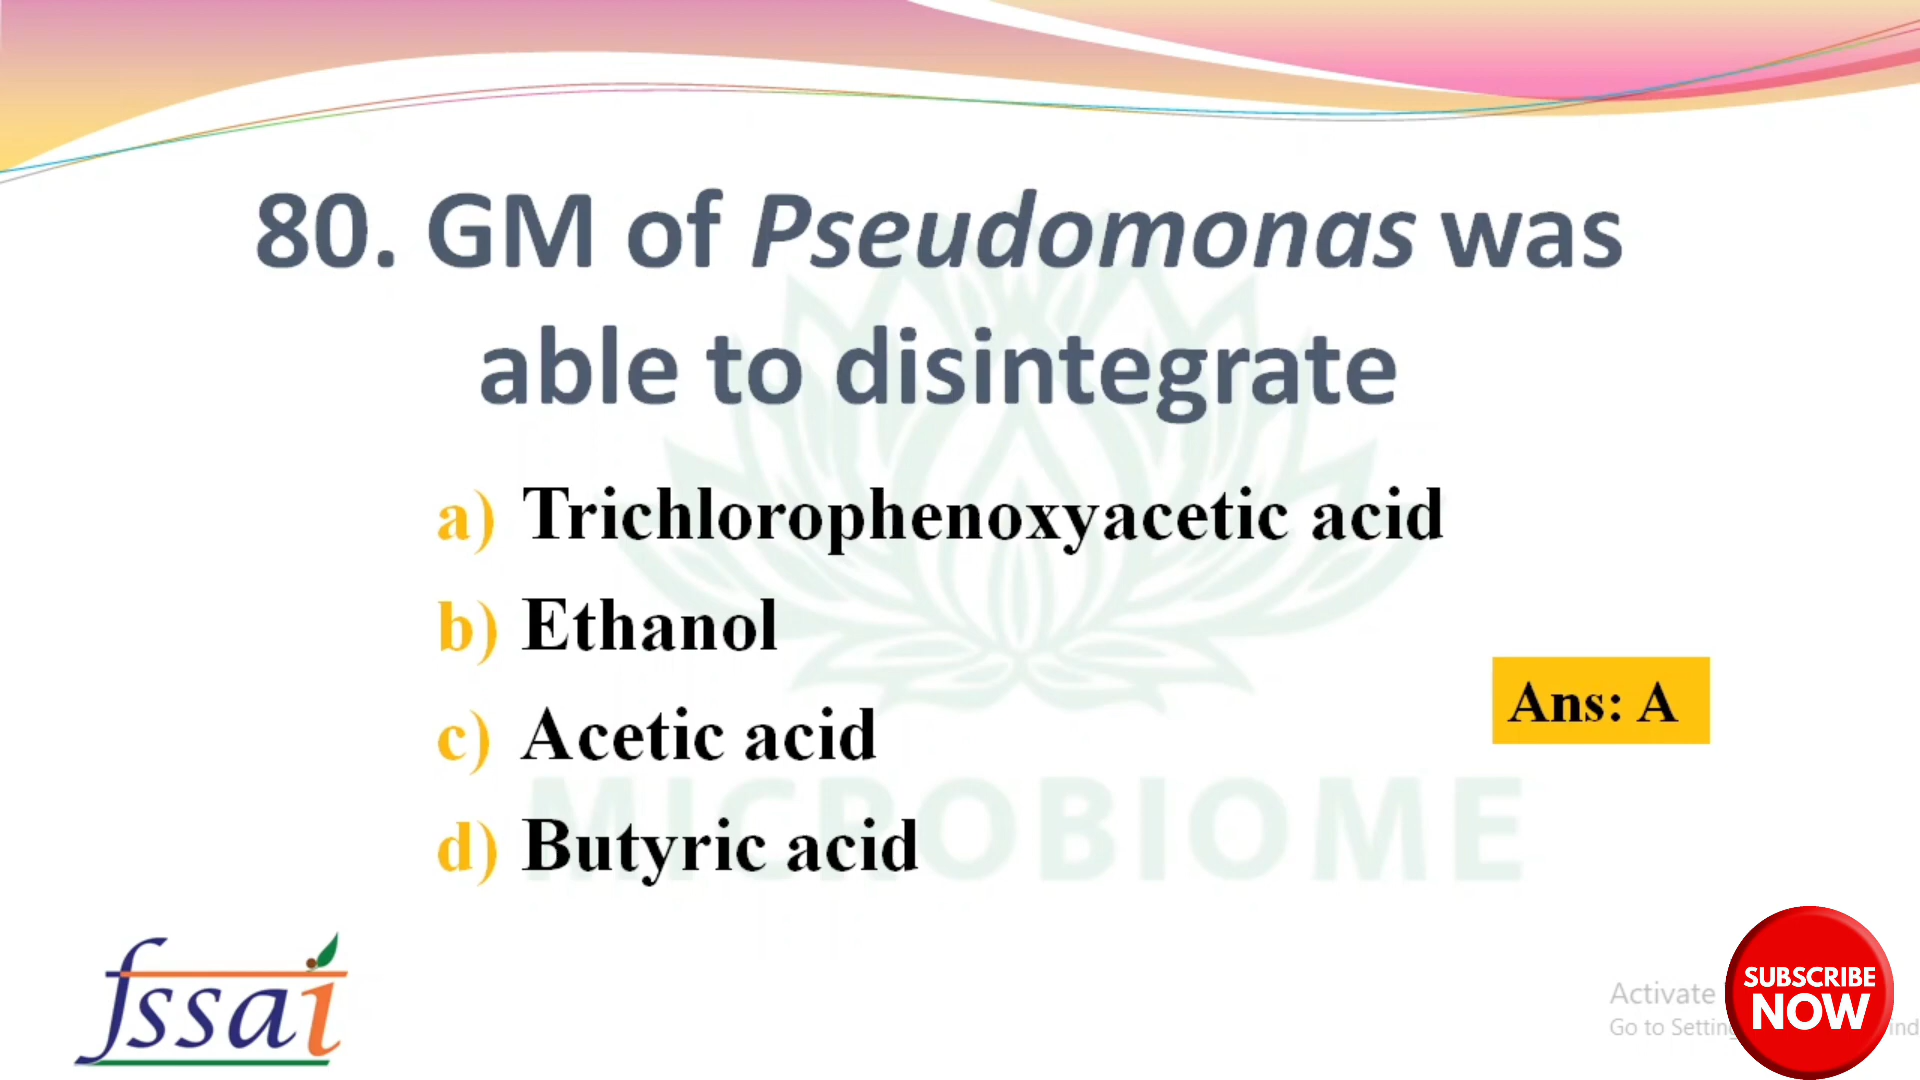 80. GM of Pseudomonas was
able to disintegrate
a) Trichlorophenoxyacetic acid
b) Ethanol
c) Acetic acid
d) Butyric acid
Ans: A
MICROBIOME
fssai
Activate
Go to
SUBSCRIBE
NOW